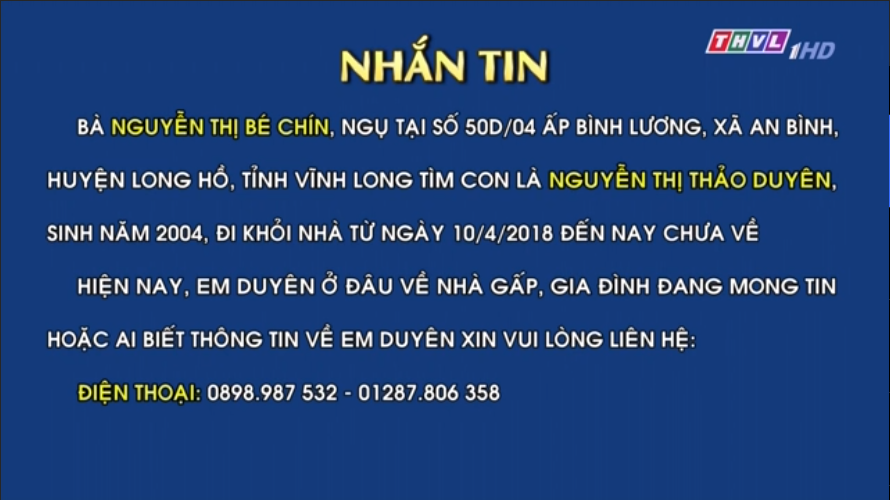 THVL 1HD
NHẮN TIN
BÀ NGUYỄN THỊ BÉ CHÍN, NGỤ TẠI SỐ 50D/04 ẤP BÌNH LƯƠNG, XÃ AN BÌNH,
HUYỆN LONG HỒ, TỈNH VĨNH LONG TÌM CON LÀ NGUYỄN THỊ THẢO DUYÊN,
SINH NĂM 2004, ĐI KHỎI NHÀ TỪ NGÀY 10/4/2018 ĐẾN NAY CHƯA VỀ
HIỆN NAY, EM DUYÊN Ở ĐÂU VỀ NHÀ GẤP, GIA ĐÌNH ĐANG MONG TIN
HOẶC AI BIẾT THÔNG TIN VỀ EM DUYÊN XIN VUI LÒNG LIÊN HỆ:
ĐIỆN THOẠI: 0898.987 532 - 01287.806 358